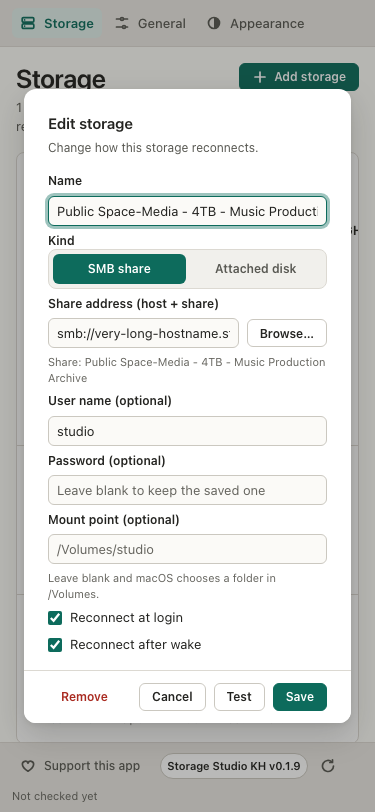 Storage
General
Appearance
Storage
Add storage
Edit storage
Change how this storage reconnects.
Name
Public Space-Media - 4TB - Music Producti
Kind
SMB share
Attached disk
Share address (host + share)
smb://very-long-hostname.s
Browse...
Share: Public Space-Media - 4TB - Music Production
Archive
User name (optional)
studio
Password (optional)
Leave blank to keep the saved one
Mount point (optional)
/Volumes/studio
Leave blank and macOS chooses a folder in
/Volumes.
Reconnect at login
Reconnect after wake
Remove
Cancel
Test
Save
Support this app
Storage Studio KH v0.1.9
Not checked yet